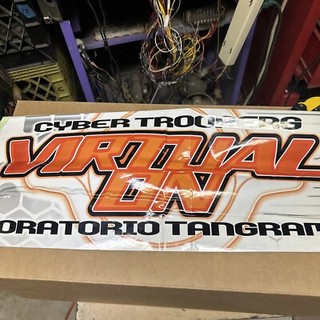 CYBER TROOPERS
VIRTUAL
ON
ORATORIO TANGRAM